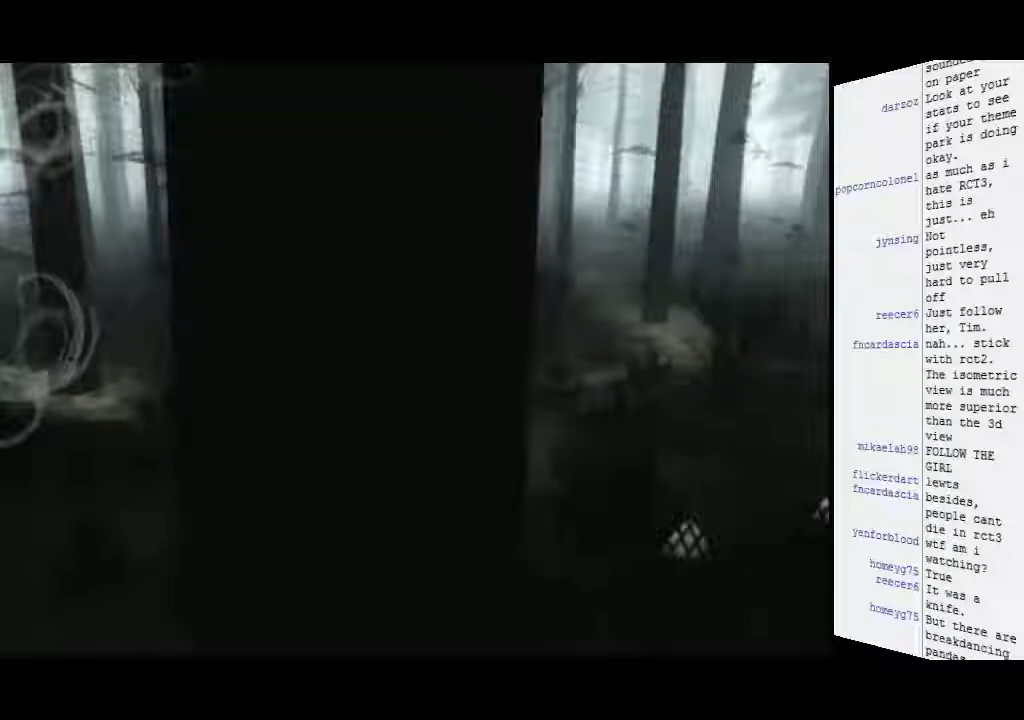 sounded
on paper
darzoz Look at your
stats to see
if your theme
park is doing
okay.
popcorncolonel as much as i
hate RCT3,
this is
just... eh
jynsing Not
pointless,
just very
hard to pull
off
reecer6 Just follow
her, Tim.
fncardascia nah... stick
with rct2.
The isometric
view is much
more superior
than the 3d
view
mikaelah98 FOLLOW THE
GIRL
flickerdart lewts
fncardascia besides,
people cant
die in rct3
yanforblood wtf am i
watching?
homeyg75 True
reecer6 It was a
knife.
homeyg75 But there are
breakdancing
pandas